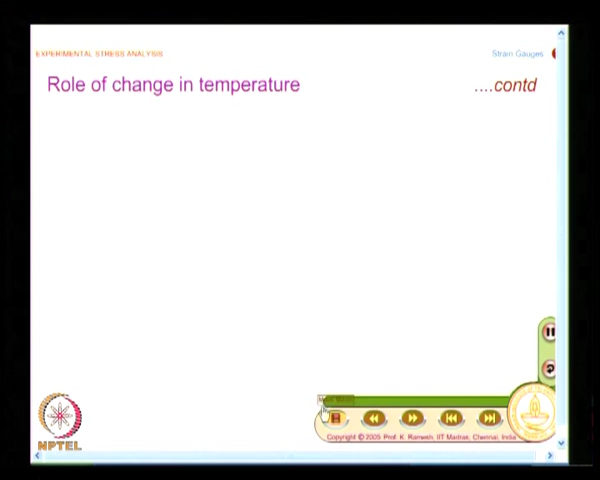 EXPERIMENTAL STRESS ANALYSIS
Strain Gauges
Role of change in temperature
....contd
NPTEL
Copyright © 2005 Prof. K. Ramesh, IIT Madras, Chennai, India